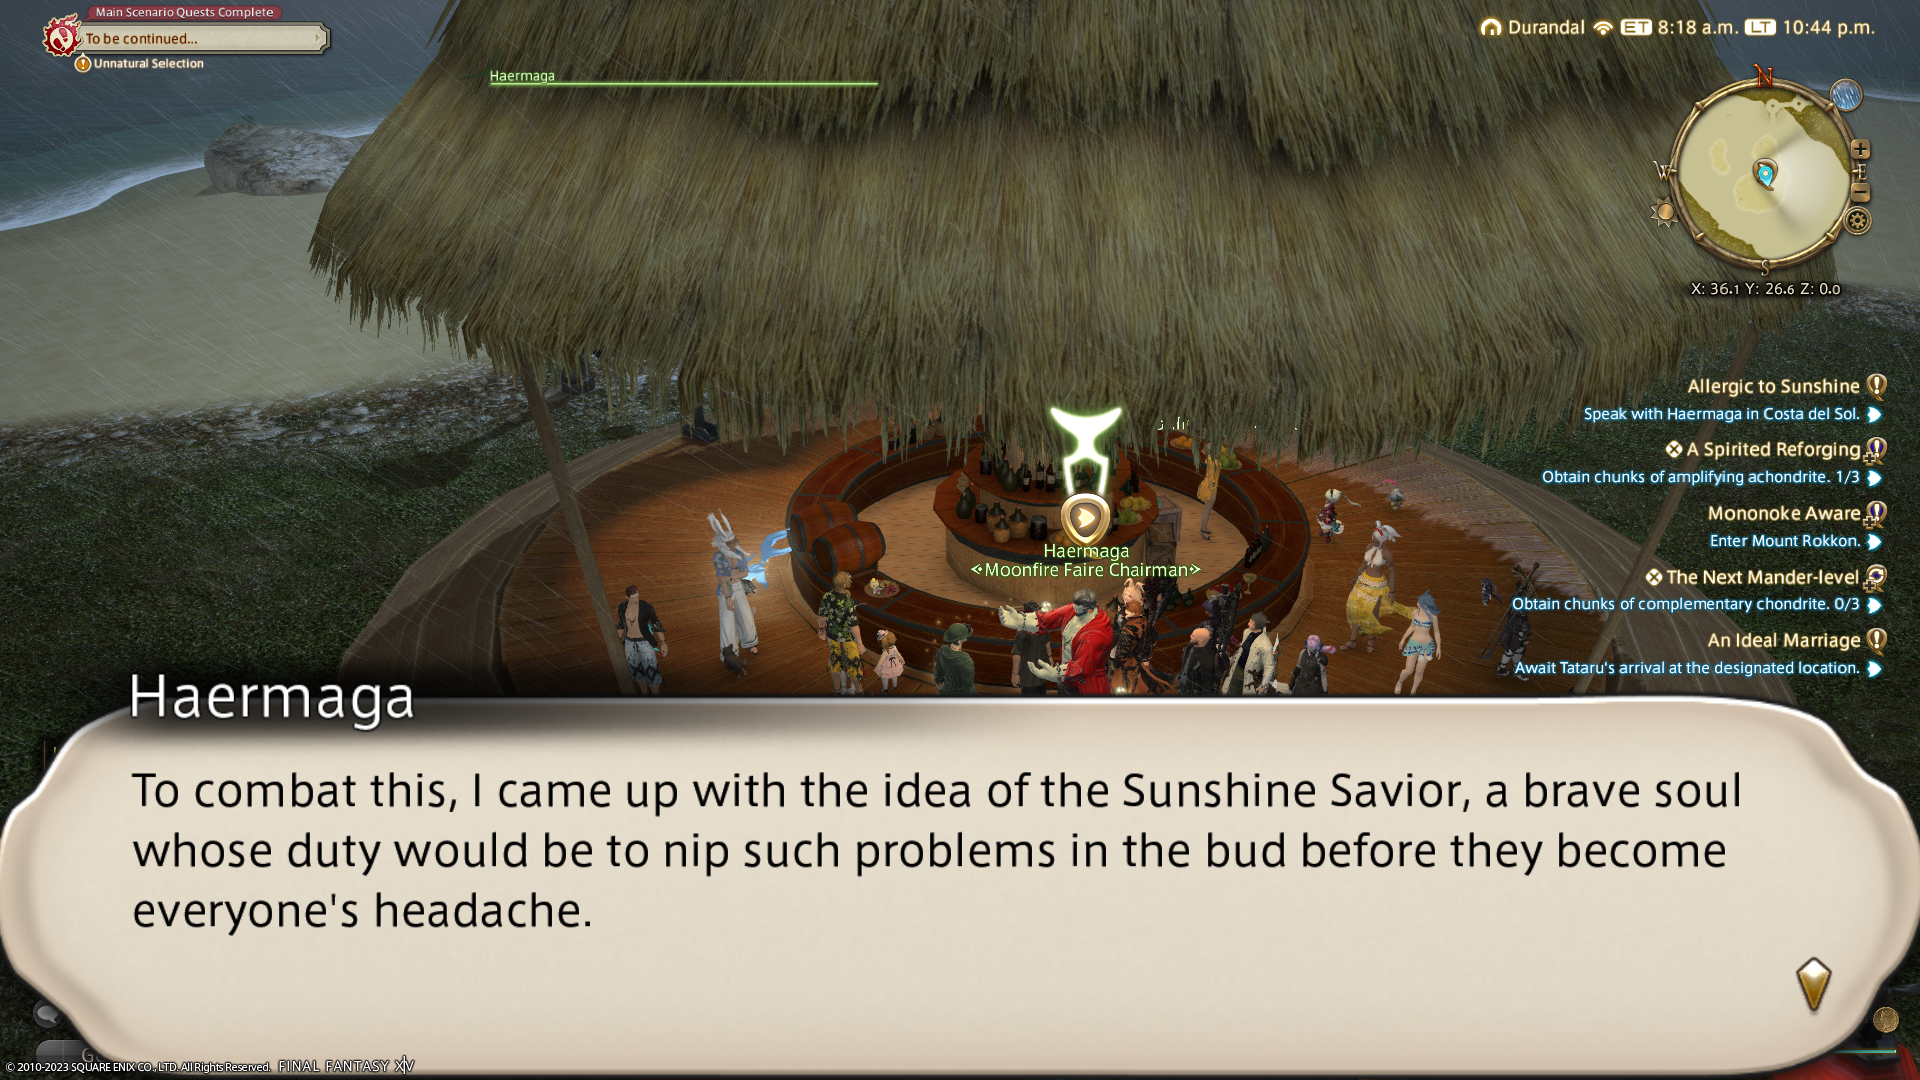 Main Scenario Quests Complete
To be continued...
Unnatural Selection
Haermaga
Durandal ET 8:18 a.m. LT 10:44 p.m.
N
W
E
S
X: 36.1 Y: 26.6 Z: 0.0
Allergic to Sunshine
Speak with Haermaga in Costa del Sol.
A Spirited Reforging
Obtain chunks of amplifying achondrite. 1/3
Mononoke Aware
Enter Mount Rokkon.
The Next Mander-level
Obtain chunks of complementary chondrite. 0/3
An Ideal Marriage
Await Tataru's arrival at the designated location.
Haermaga
<Moonfire Faire Chairman>
Haermaga
To combat this, I came up with the idea of the Sunshine Savior, a brave soul
whose duty would be to nip such problems in the bud before they become
everyone's headache.
© 2010-2023 SQUARE ENIX CO., LTD. All Rights Reserved. FINAL FANTASY XIV